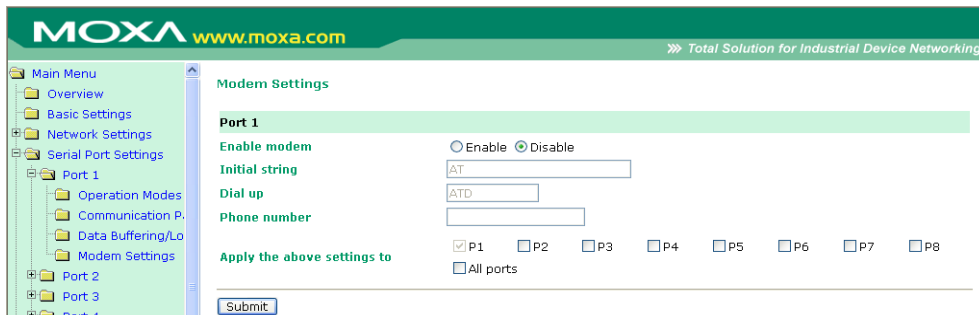 MOXA www.moxa.com
Total Solution for Industrial Device Networking
Main Menu
Overview
Basic Settings
Network Settings
Serial Port Settings
Port 1
Operation Modes
Communication P
Data Buffering/Lo
Modem Settings
Port 2
Port 3
Modem Settings
Port 1
Enable modem Enable Disable
Initial string AT
Dial up ATD
Phone number
Apply the above settings to P1 P2 P3 P4 P5 P6 P7 P8
All ports
Submit